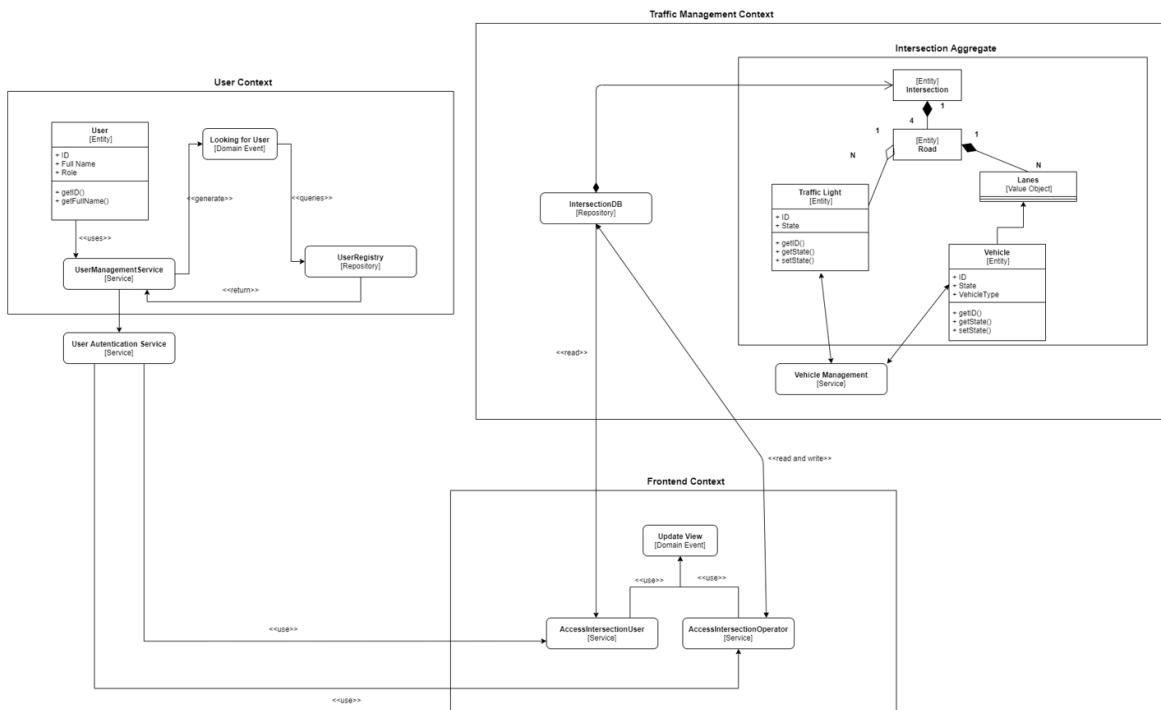 Traffic Management Context
Intersection Aggregate
[Entity]
Intersection
1
4
1
1
[Entity]
Road
N
N
Traffic Light
[Entity]
+ ID
+ State
+ getID()
+ getState()
+ setState()
Lanes
[Value Object]
Vehicle
[Entity]
+ ID
+ State
+ VehicleType
+ getID()
+ getState()
+ setState()
Vehicle Management
[Service]
IntersectionDB
[Repository]
<<read>>
<<read and write>>
User Context
User
[Entity]
+ ID
+ Full Name
+ Role
+ getID()
+ getFullName()
Looking for User
[Domain Event]
<<generate>>
<<queries>>
<<uses>>
UserManagementService
[Service]
UserRegistry
[Repository]
<<return>>
User Autentication Service
[Service]
Frontend Context
Update View
[Domain Event]
<<use>>
<<use>>
AccessIntersectionUser
[Service]
AccessIntersectionOperator
[Service]
<<use>>
<<use>>